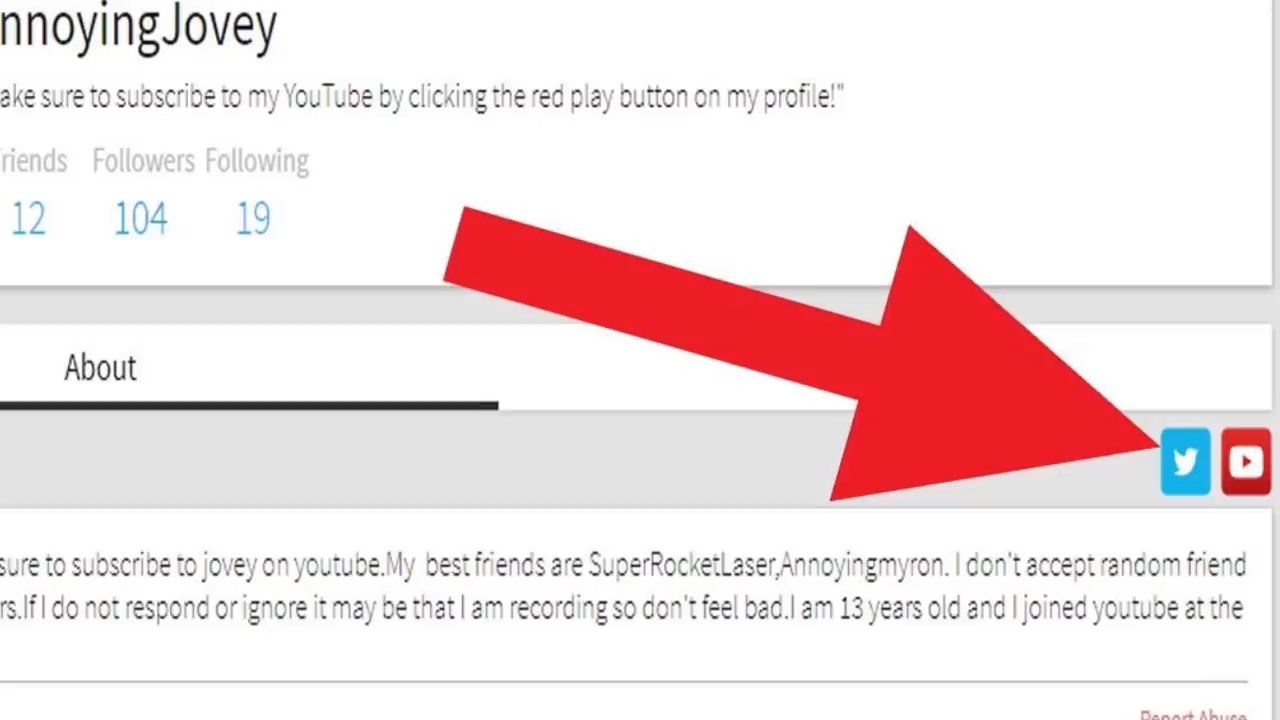 nnoyingJovey
ake sure to subscribe to my YouTube by clicking the red play button on my profile!"
riends Followers Following
12 104 19
About
sure to subscribe to jovey on youtube.My best friends are SuperRocketLaser,Annoyingmyron. I don't accept random friend
rs.If I do not respond or ignore it may be that I am recording so don't feel bad.I am 13 years old and I joined youtube at the
Report Abuse